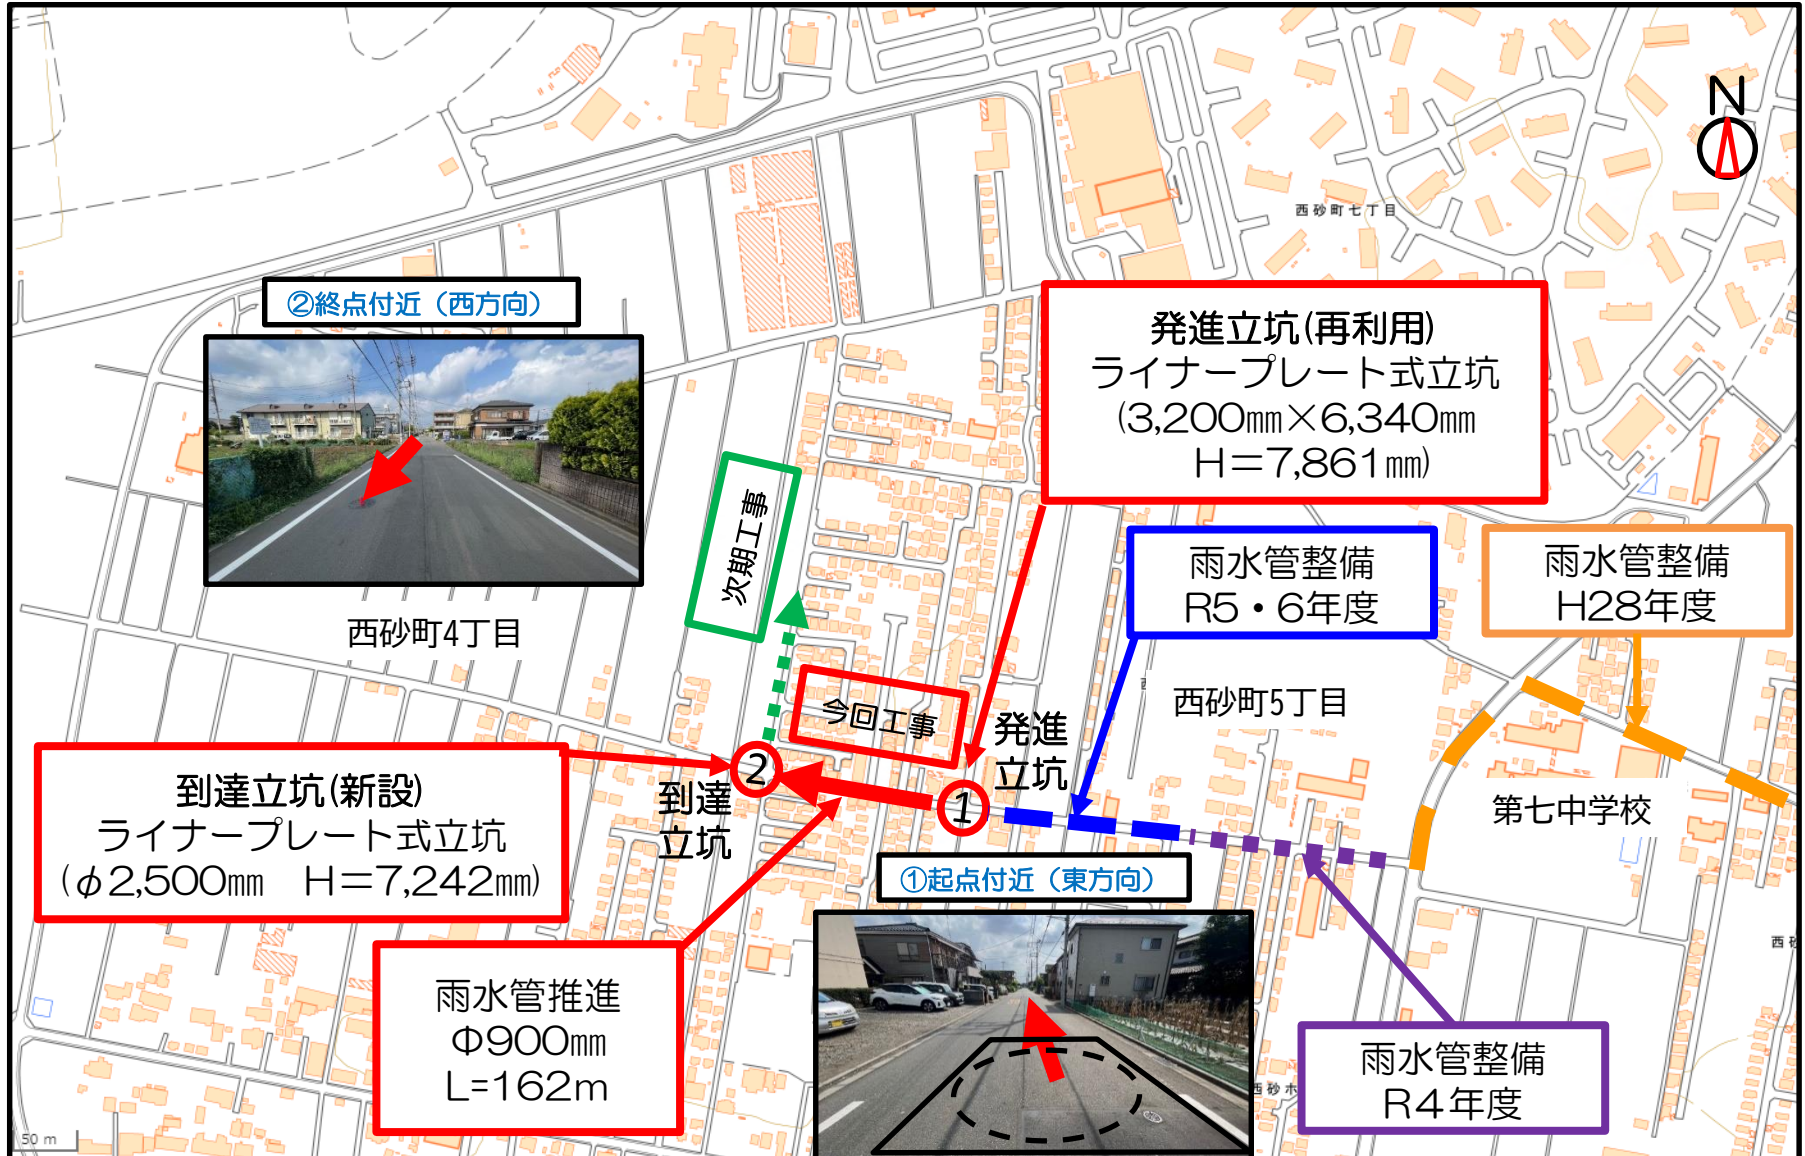 N
西砂町七丁目
②終点付近（西方向）
発進立坑(再利用)
ライナープレート式立坑
(3,200㎜×6,340㎜
H＝7,861㎜)
次期工事
雨水管整備
R5・6年度
雨水管整備
H28年度
西砂町4丁目
西砂町5丁目
今回工事
発進
立坑
①
②
到達
立坑
到達立坑(新設)
ライナープレート式立坑
(φ2,500㎜　H＝7,242㎜)
第七中学校
①起点付近（東方向）
雨水管推進
Φ900㎜
L=162m
雨水管整備
R4年度
50 m